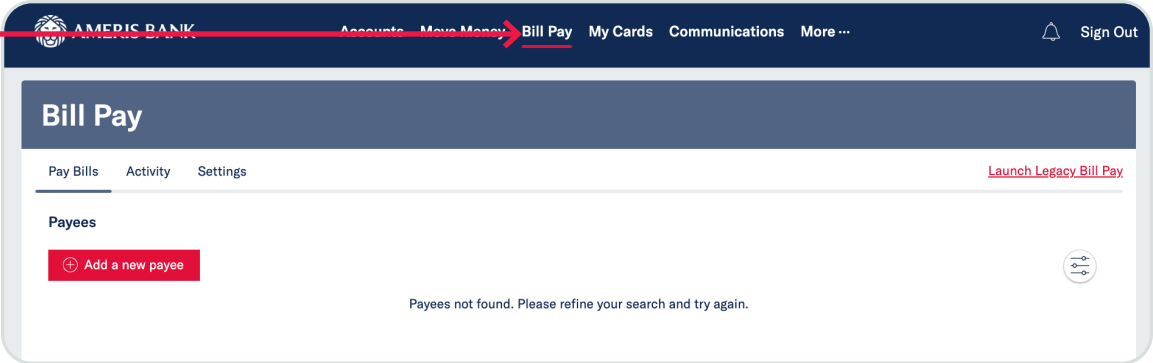 AMERIS BANK Accounts Move Money Bill Pay My Cards Communications More ··· Sign Out
Bill Pay
Pay Bills Activity Settings Launch Legacy Bill Pay
Payees
Add a new payee
Payees not found. Please refine your search and try again.